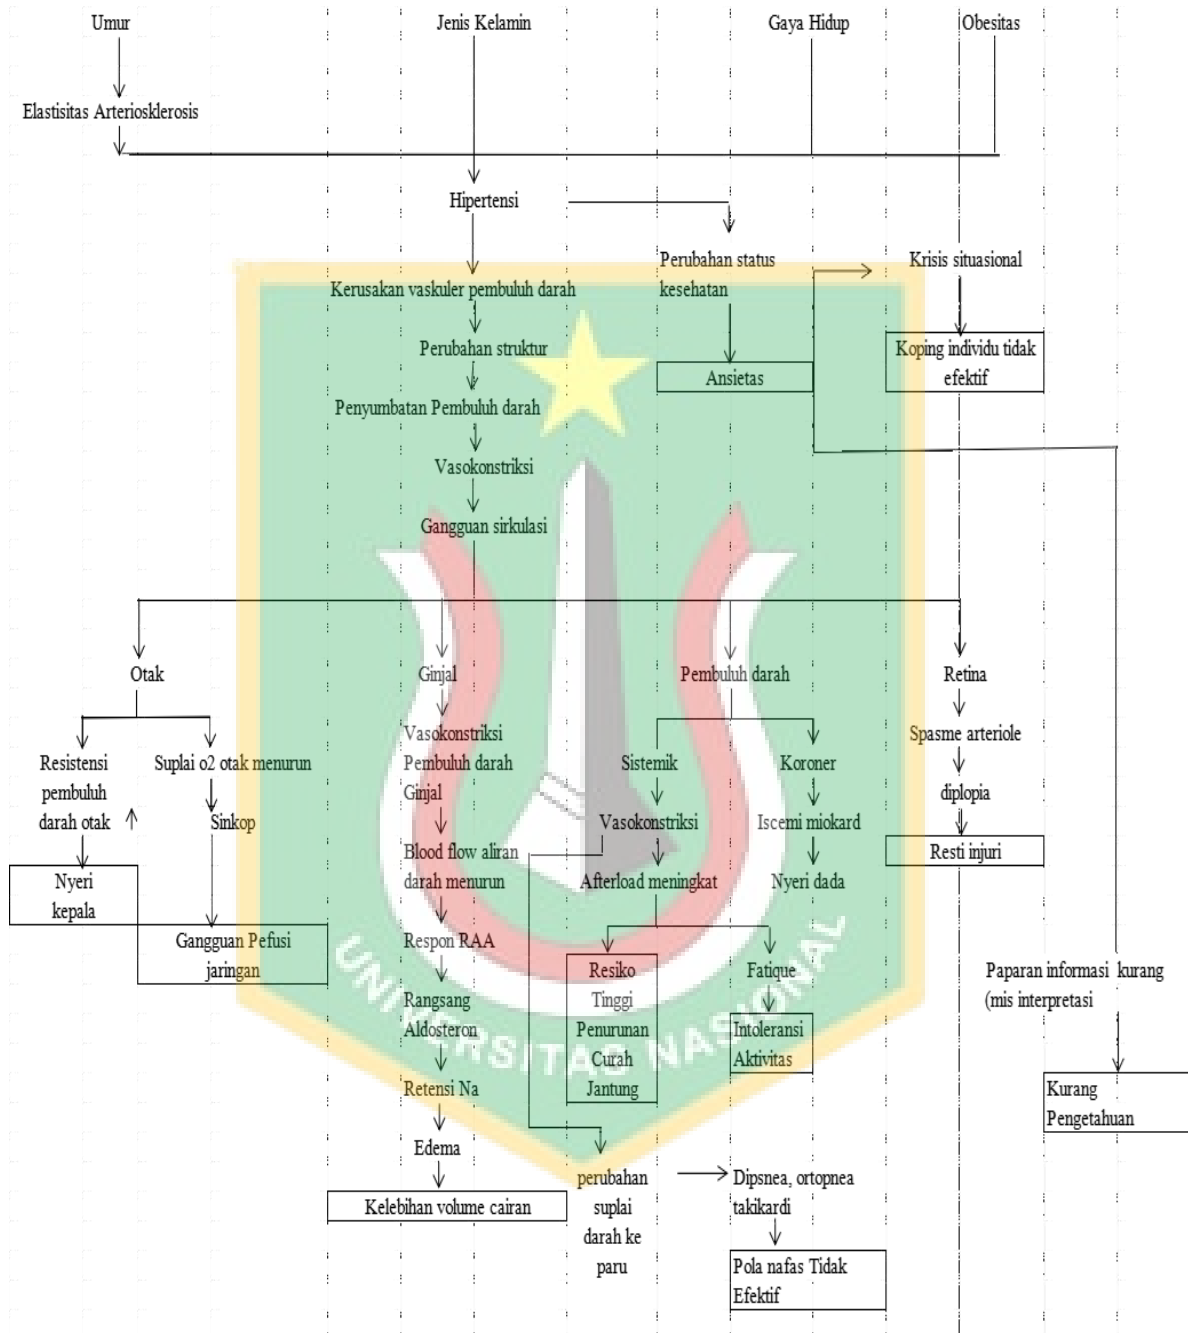 Umur
Jenis Kelamin
Gaya Hidup
Obesitas
Elastisitas Arteriosklerosis
Hipertensi
Perubahan status
kesehatan
Krisis situasional
Kerusakan vaskuler pembuluh darah
Perubahan struktur
Koping individu tidak
efektif
Ansietas
Penyumbatan Pembuluh darah
Vasokonstriksi
Gangguan sirkulasi
Otak
Ginjal
Pembuluh darah
Retina
Resistensi
pembuluh
darah otak
Suplai o2 otak menurun
Sinkop
Nyeri
kepala
Gangguan Pefusi
jaringan
Vasokonstriksi
Pembuluh darah
Ginjal
Blood flow aliran
darah menurun
Respon RAA
Rangsang
Aldosteron
Retensi Na
Edema
Kelebihan volume cairan
Sistemik
Vasokonstriksi
Afterload meningkat
Resiko
Tinggi
Penurunan
Curah
Jantung
Fatique
Intoleransi
Aktivitas
Koroner
Iscemi miokard
Nyeri dada
Spasme arteriole
diplopia
Resti injuri
Paparan informasi kurang
(mis interpretasi
Kurang
Pengetahuan
perubahan
suplai
darah ke
paru
Dipsnea, ortopnea
takikardi
Pola nafas Tidak
Efektif
UNIVERSITAS NASIONAL